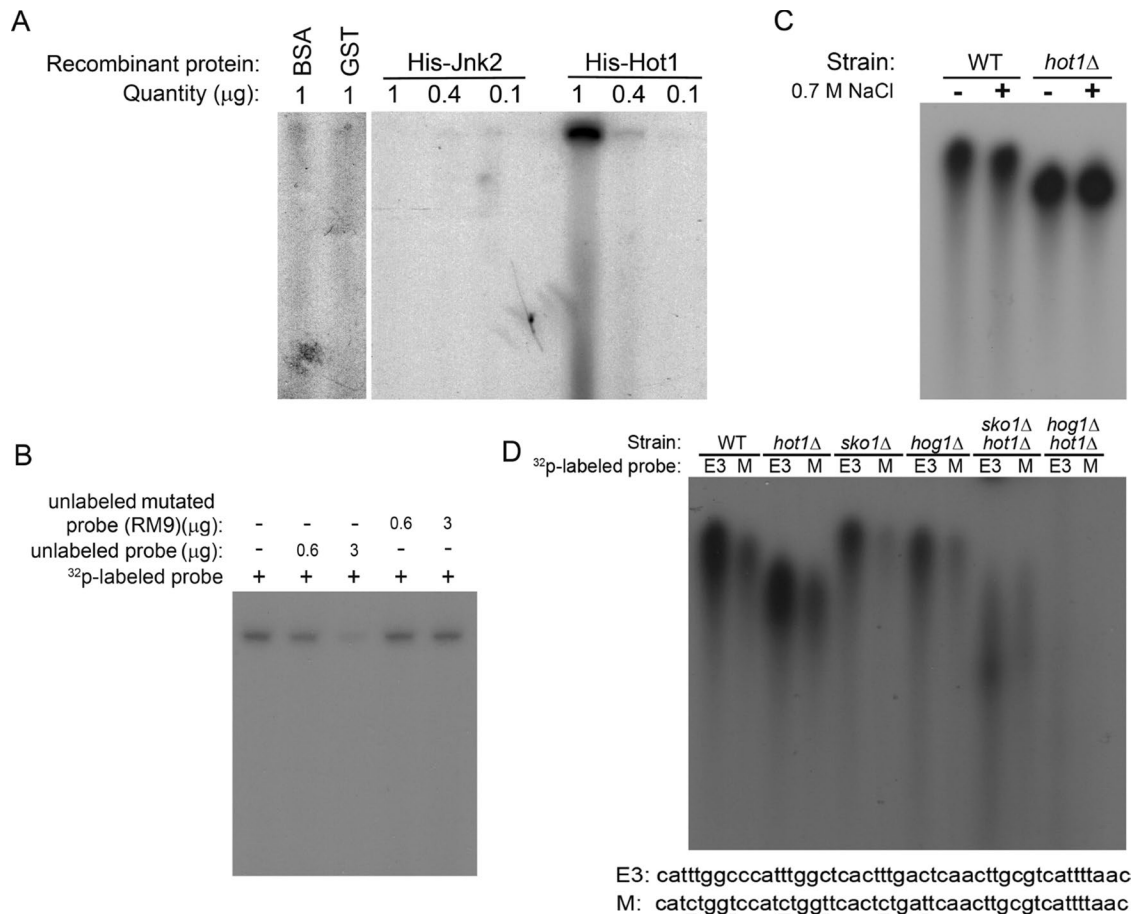 A
Recombinant protein: BSA GST His-Jnk2 His-Hot1
Quantity (μg): 1 1 1 0.4 0.1 1 0.4 0.1
C
Strain: WT hot1Δ
0.7 M NaCl - + - +
B
unlabeled mutated
probe (RM9)(μg): - - - 0.6 3
unlabeled probe (μg): - 0.6 3 - -
32p-labeled probe + + + + +
D
sko1Δ hog1Δ
Strain: WT hot1Δ sko1Δ hog1Δ hot1Δ hot1Δ
32p-labeled probe: E3 M E3 M E3 M E3 M E3 M E3 M
E3: catttggcccatttggctcactttgactcaacttgcgtcattttaac
M: catctggtccatctggttcactctgattcaacttgcgtcattttaac